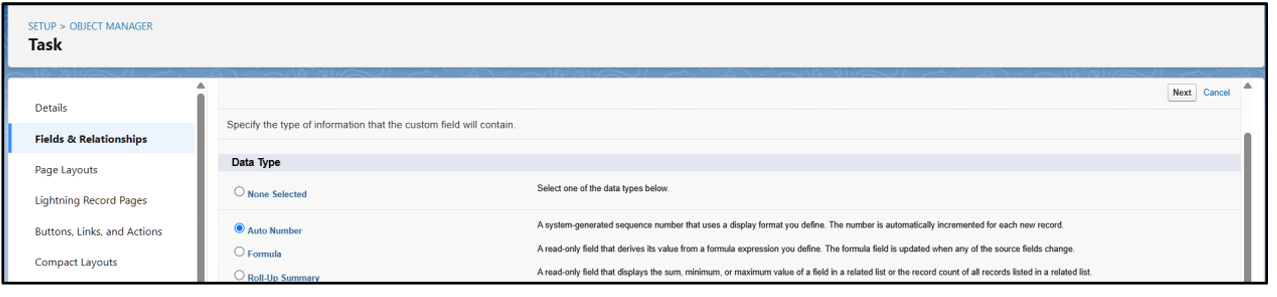 SETUP > OBJECT MANAGER
Task
Details
Fields & Relationships
Page Layouts
Lightning Record Pages
Buttons, Links, and Actions
Compact Layouts
Next Cancel
Specify the type of information that the custom field will contain.
Data Type
None Selected Select one of the data types below.
Auto Number A system-generated sequence number that uses a display format you define. The number is automatically incremented for each new record.
Formula A read-only field that derives its value from a formula expression you define. The formula field is updated when any of the source fields change.
Roll-Up Summary A read-only field that displays the sum, minimum, or maximum value of a field in a related list or the record count of all records listed in a related list.